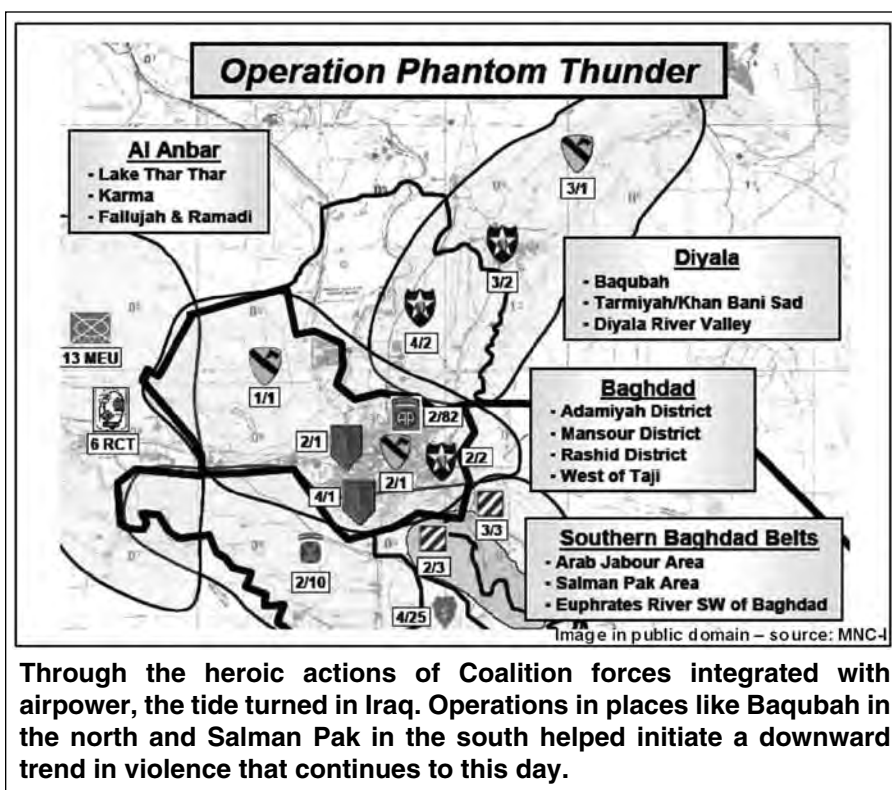 Operation Phantom Thunder
Al Anbar
- Lake Thar Thar
- Karma
- Fallujah & Ramadi
3/1
Diyala
- Baqubah
- Tarmiyah/Khan Bani Sad
- Diyala River Valley
3/2
4/2
13 MEU
1/1
Baghdad
- Adamiyah District
- Mansour District
- Rashid District
- West of Taji
2/82
6 RCT
2/1
2/1
2/2
4/1
3/3
Southern Baghdad Belts
- Arab Jabour Area
- Salman Pak Area
- Euphrates River SW of Baghdad
2/3
2/10
4/25
Image in public domain – source: MNC-I
Through the heroic actions of Coalition forces integrated with
airpower, the tide turned in Iraq. Operations in places like Baqubah in
the north and Salman Pak in the south helped initiate a downward
trend in violence that continues to this day.